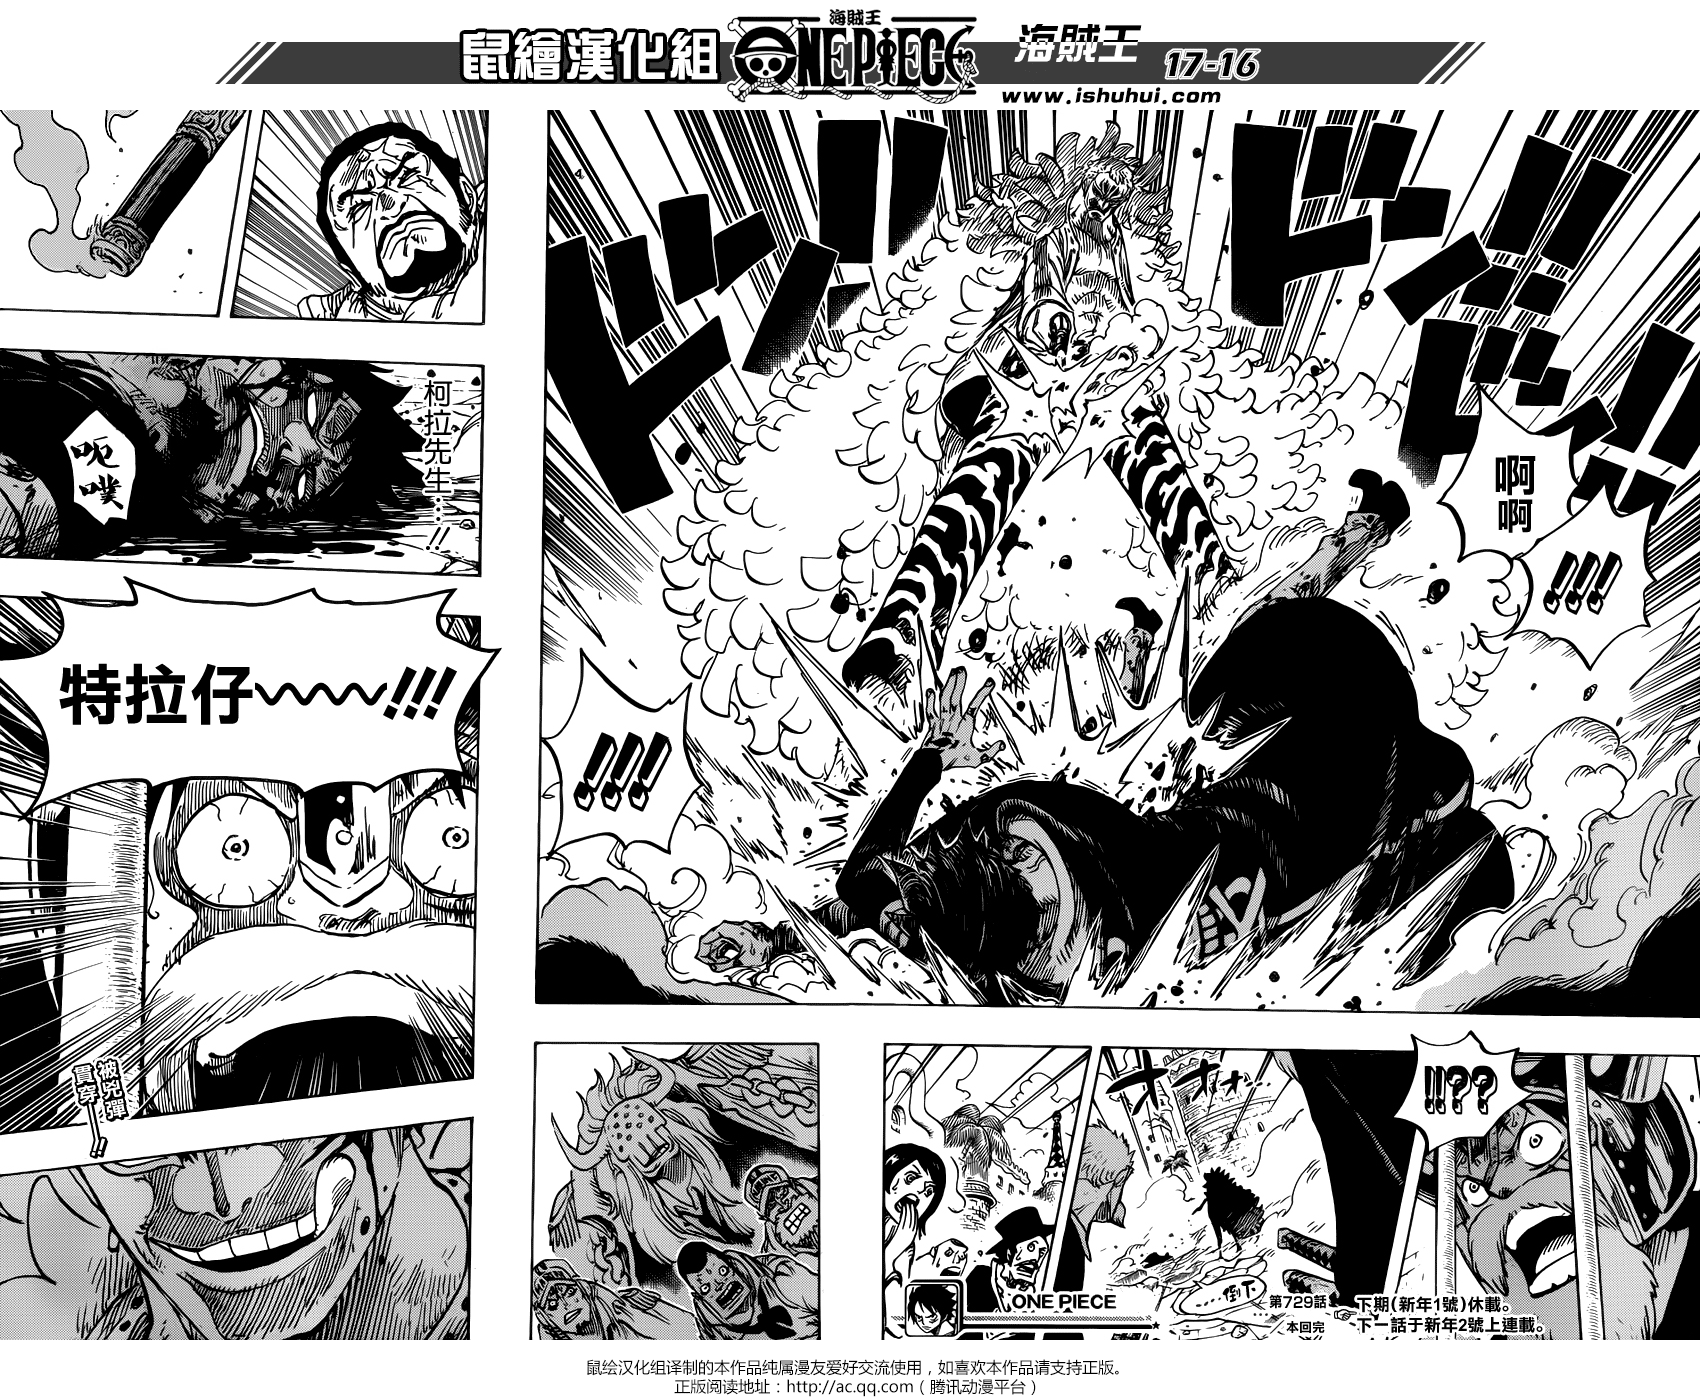 鼠繪漢化組
海賊王
ONE PIECE
海賊王
17-16
www.ishuhui.com
ドン!!
ドン!!
ドン!!
啊啊
!!!!
!!!!
柯拉先生…!!
呃
噗
特拉仔~~~~!!!
被兇彈
貫穿——!!
!!??
オオオォ…
……倒下
ONE PIECE
第729話
本回完
下期(新年1號)休載。
下一話于新年2號上連載。
鼠绘汉化组译制的本作品纯属漫友爱好交流使用，如喜欢本作品请支持正版。
正版阅读地址：http://ac.qq.com（腾讯动漫平台）